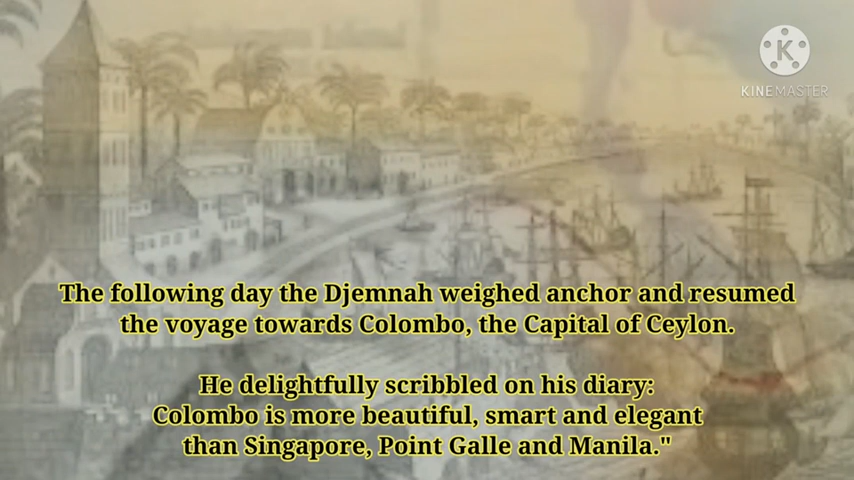 KINEMASTER
The following day the Djemnah weighed anchor and resumed
the voyage towards Colombo, the Capital of Ceylon.
He delightfully scribbled on his diary:
Colombo is more beautiful, smart and elegant
than Singapore, Point Galle and Manila."